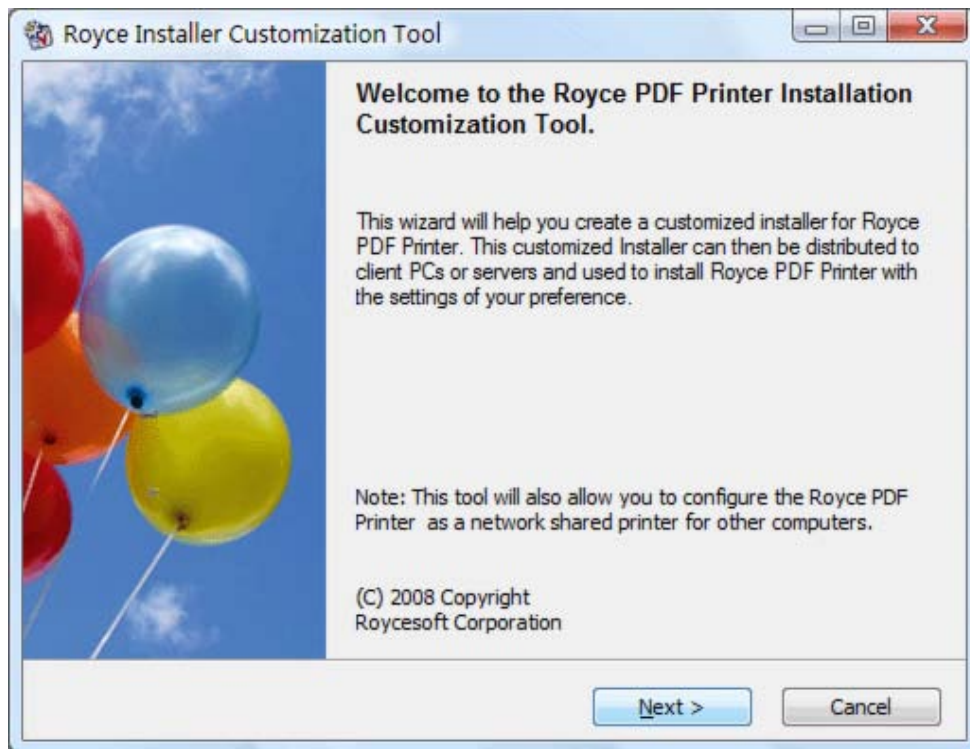 Royce Installer Customization Tool
Welcome to the Royce PDF Printer Installation
Customization Tool.
This wizard will help you create a customized installer for Royce
PDF Printer. This customized Installer can then be distributed to
client PCs or servers and used to install Royce PDF Printer with
the settings of your preference.
Note: This tool will also allow you to configure the Royce PDF
Printer as a network shared printer for other computers.
(C) 2008 Copyright
Roycesoft Corporation
Next >
Cancel